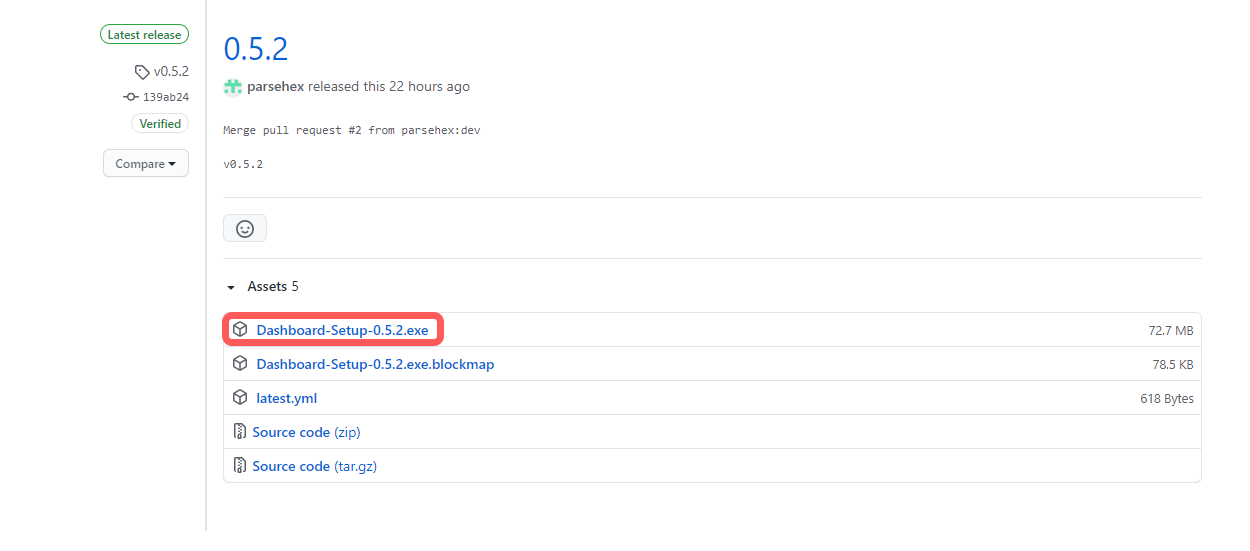 Latest release
v0.5.2
139ab24
Verified
Compare
0.5.2
parsehex released this 22 hours ago
Merge pull request #2 from parsehex:dev
v0.5.2
Assets 5
Dashboard-Setup-0.5.2.exe 72.7 MB
Dashboard-Setup-0.5.2.exe.blockmap 78.5 KB
latest.yml 618 Bytes
Source code (zip)
Source code (tar.gz)